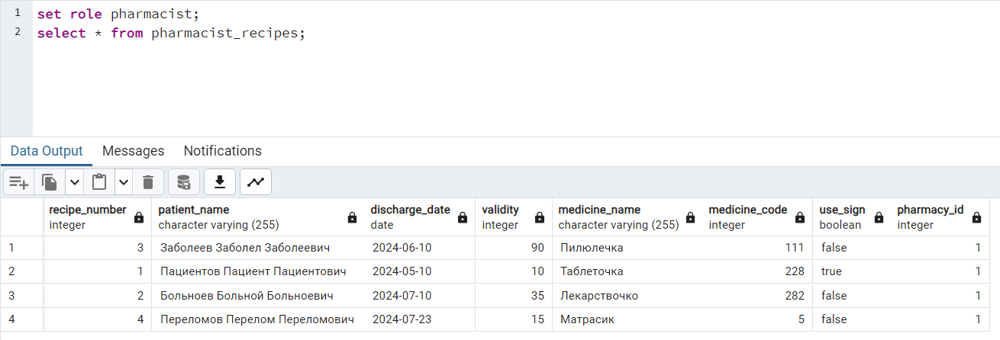 1 set role pharmacist;
2 select * from pharmacist_recipes;
Data Output Messages Notifications
recipe_number patient_name discharge_date validity medicine_name medicine_code use_sign pharmacy_id
integer character varying (255) date integer character varying (255) integer boolean integer
1 3 Заболеев Заболел Заболеевич 2024-06-10 90 Пилюлечка 111 false 1
2 1 Пациентов Пациент Пациентович 2024-05-10 10 Таблеточка 228 true 1
3 2 Больноев Больной Больноевич 2024-07-10 35 Лекарствочко 282 false 1
4 4 Переломов Перелом Переломович 2024-07-23 15 Матрасик 5 false 1